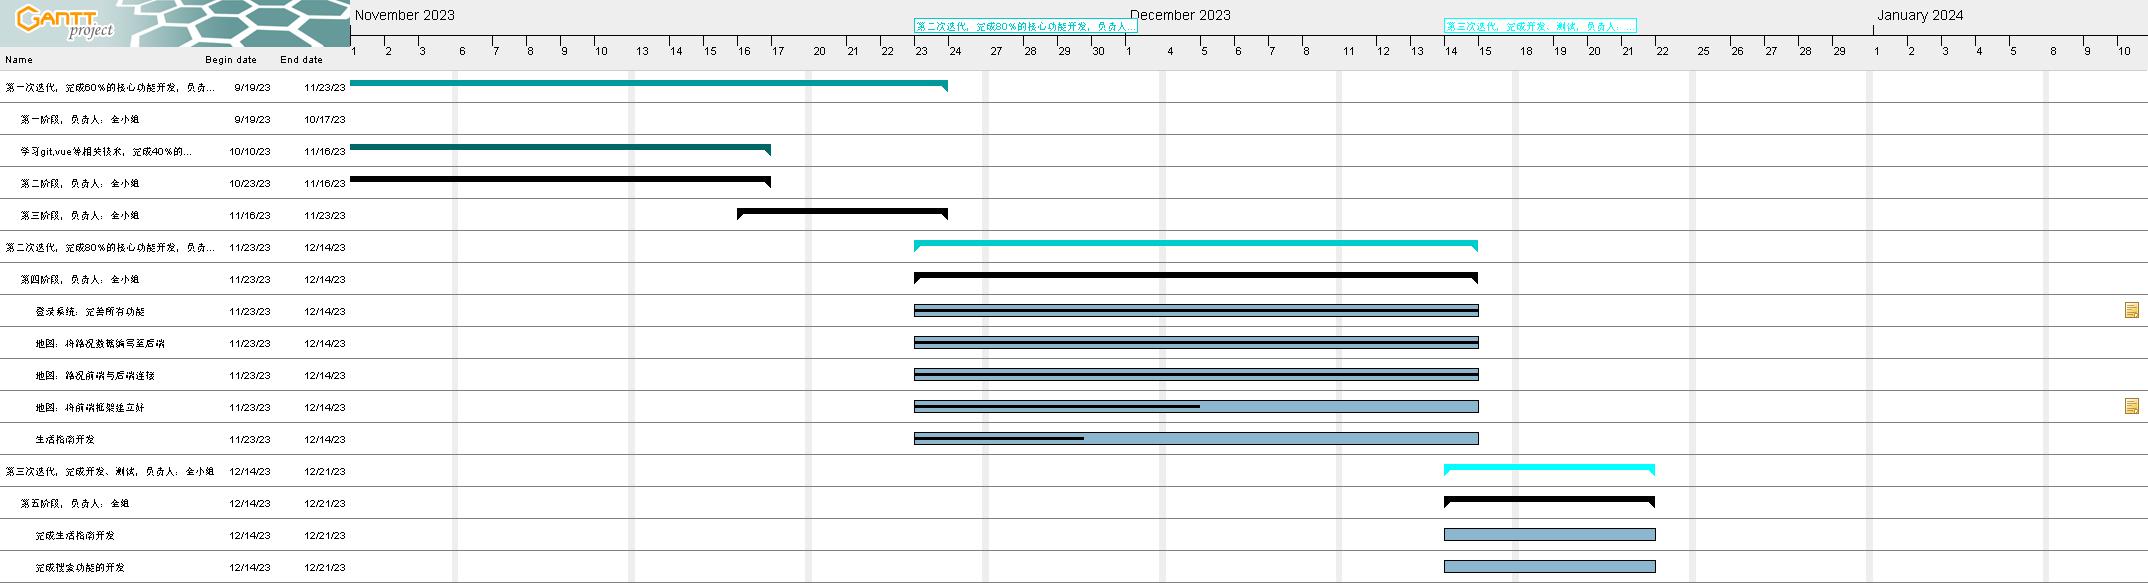 GANTT project
November 2023
December 2023
January 2024
第二次迭代，完成80%的核心功能开发，负责人...
第三次迭代，完成开发、测试，负责人：...
1 2 3 6 7 8 9 10 13 14 15 16 17 20 21 22 23 24 27 28 29 30 1 4 5 6 7 8 11 12 13 14 15 18 19 20 21 22 25 26 27 28 29 1 2 3 4 5 8 9 10
Name Begin date End date
第一次迭代，完成60%的核心功能开发，负责... 9/19/23 11/23/23
第一阶段，负责人：全小组 9/19/23 10/17/23
学习git,vue等相关技术，完成40%的... 10/10/23 11/16/23
第二阶段，负责人：全小组 10/23/23 11/16/23
第三阶段，负责人：全小组 11/16/23 11/23/23
第二次迭代，完成80%的核心功能开发，负责... 11/23/23 12/14/23
第四阶段，负责人：全小组 11/23/23 12/14/23
登录系统：完善所有功能 11/23/23 12/14/23
地图：将路况数据编写至后端 11/23/23 12/14/23
地图：路况前端与后端连接 11/23/23 12/14/23
地图：将前端框架建立好 11/23/23 12/14/23
生活指南开发 11/23/23 12/14/23
第三次迭代，完成开发、测试，负责人：全小组 12/14/23 12/21/23
第五阶段，负责人：全组 12/14/23 12/21/23
完成生活指南开发 12/14/23 12/21/23
完成搜索功能的开发 12/14/23 12/21/23